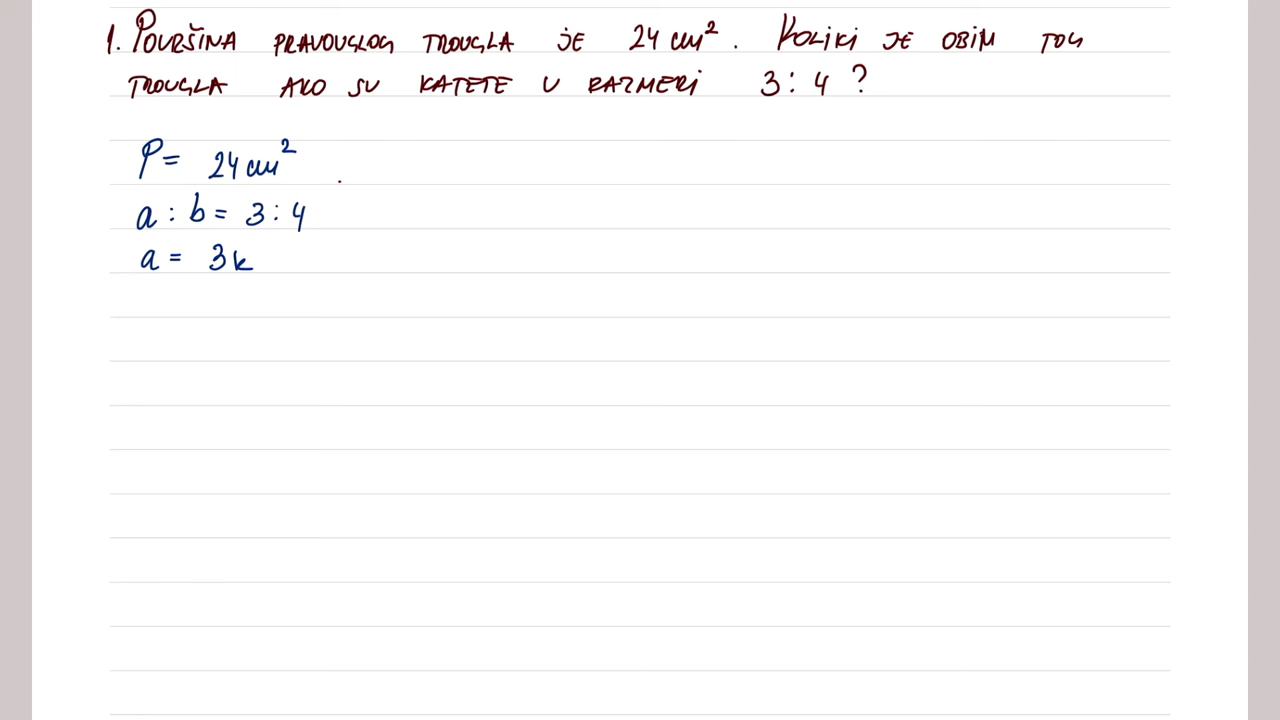 1. POVRŠINA PRAVOUGLOG TROUGLA JE 24 cm². KOLIKI JE OBIM TOG
TROUGLA AKO SU KATETE U RAZMERI 3:4?
P = 24 cm²
a : b = 3 : 4
a = 3k